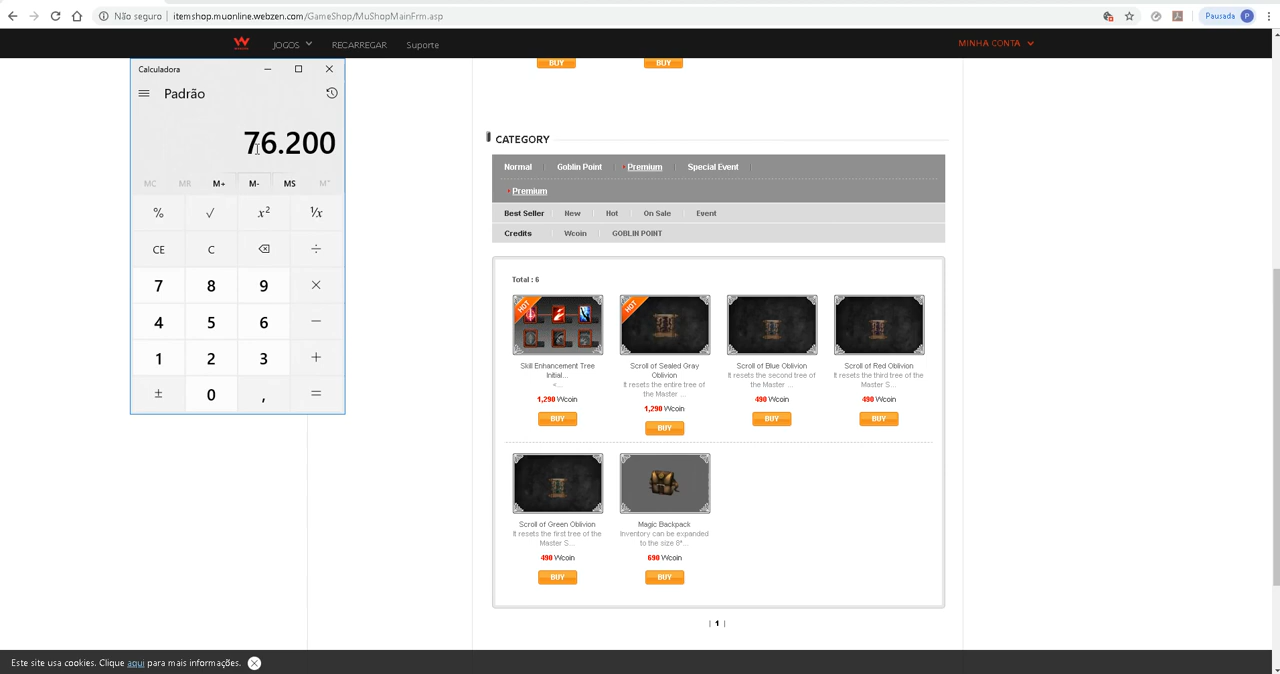 Não seguro | itemshop.muonline.webzen.com/GameShop/MuShopMainFrm.asp
Pausada P
JOGOS RECARREGAR Suporte MINHA CONTA
BUY BUY
Calculadora
Padrão
76.200
MC MR M+ M- MS M˅
% √ x² ¹/x
CE C ÷
7 8 9 ×
4 5 6 −
1 2 3 +
± 0 , =
CATEGORY
Normal Goblin Point Premium Special Event
Premium
Best Seller New Hot On Sale Event
Credits Wcoin GOBLIN POINT
Total : 6
HOT HOT
Skill Enhancement Tree
Initial...
<...
1,290 Wcoin
BUY
Scroll of Sealed Gray
Oblivion
It resets the entire tree of
the Master ...
1,290 Wcoin
BUY
Scroll of Blue Oblivion
It resets the second tree of
the Master ...
490 Wcoin
BUY
Scroll of Red Oblivion
It resets the third tree of
the Master S...
490 Wcoin
BUY
Scroll of Green Oblivion
It resets the first tree of the
Master S...
490 Wcoin
BUY
Magic Backpack
Inventory can be expanded
to the size 8*...
690 Wcoin
BUY
| 1 |
Este site usa cookies. Clique aqui para mais informações.